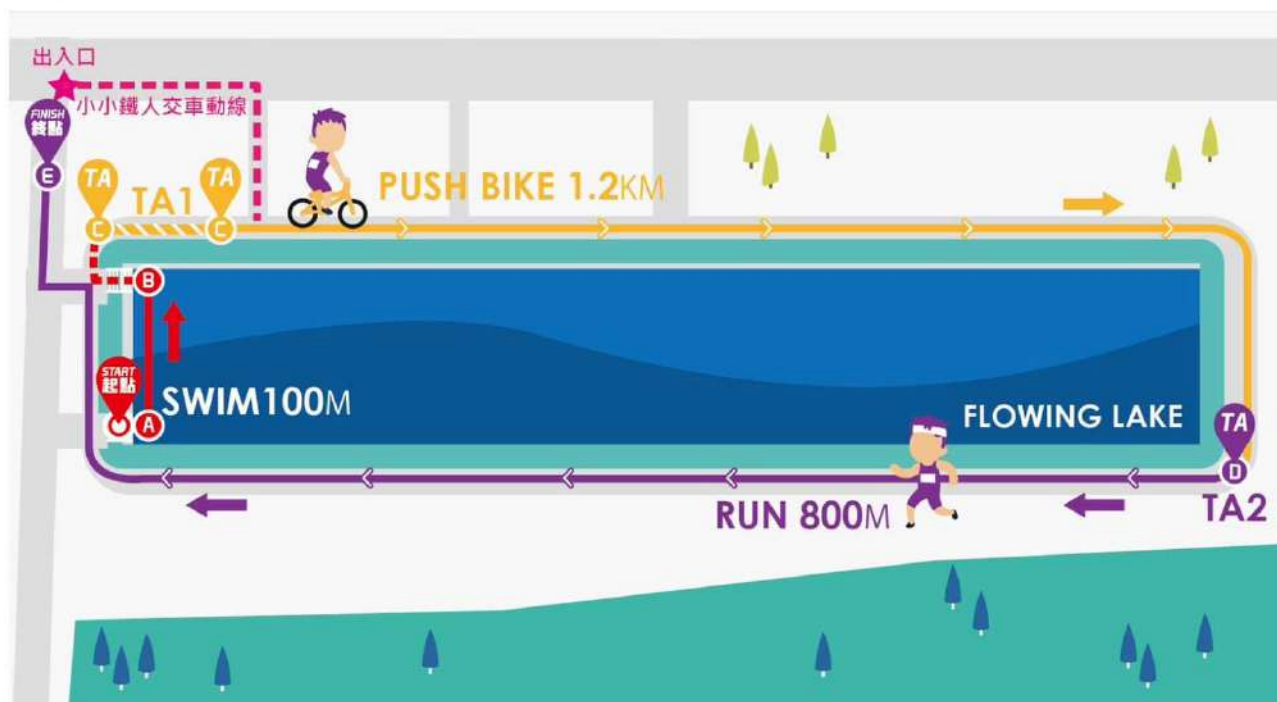 出入口
小小鐵人交車動線
FINISH
終點
E
TA
TA
TA1
C
C
PUSH BIKE 1.2KM
B
START
起點
A
SWIM100M
FLOWING LAKE
TA
D
TA2
RUN 800M